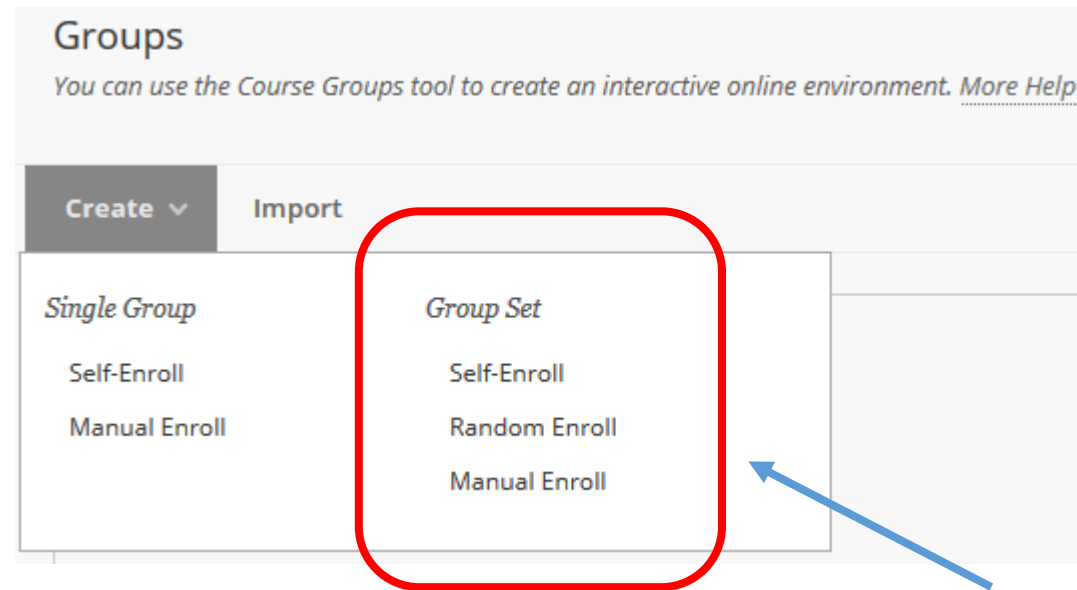 Groups
You can use the Course Groups tool to create an interactive online environment. More Help
Create
Import
Single Group
Self-Enroll
Manual Enroll
Group Set
Self-Enroll
Random Enroll
Manual Enroll